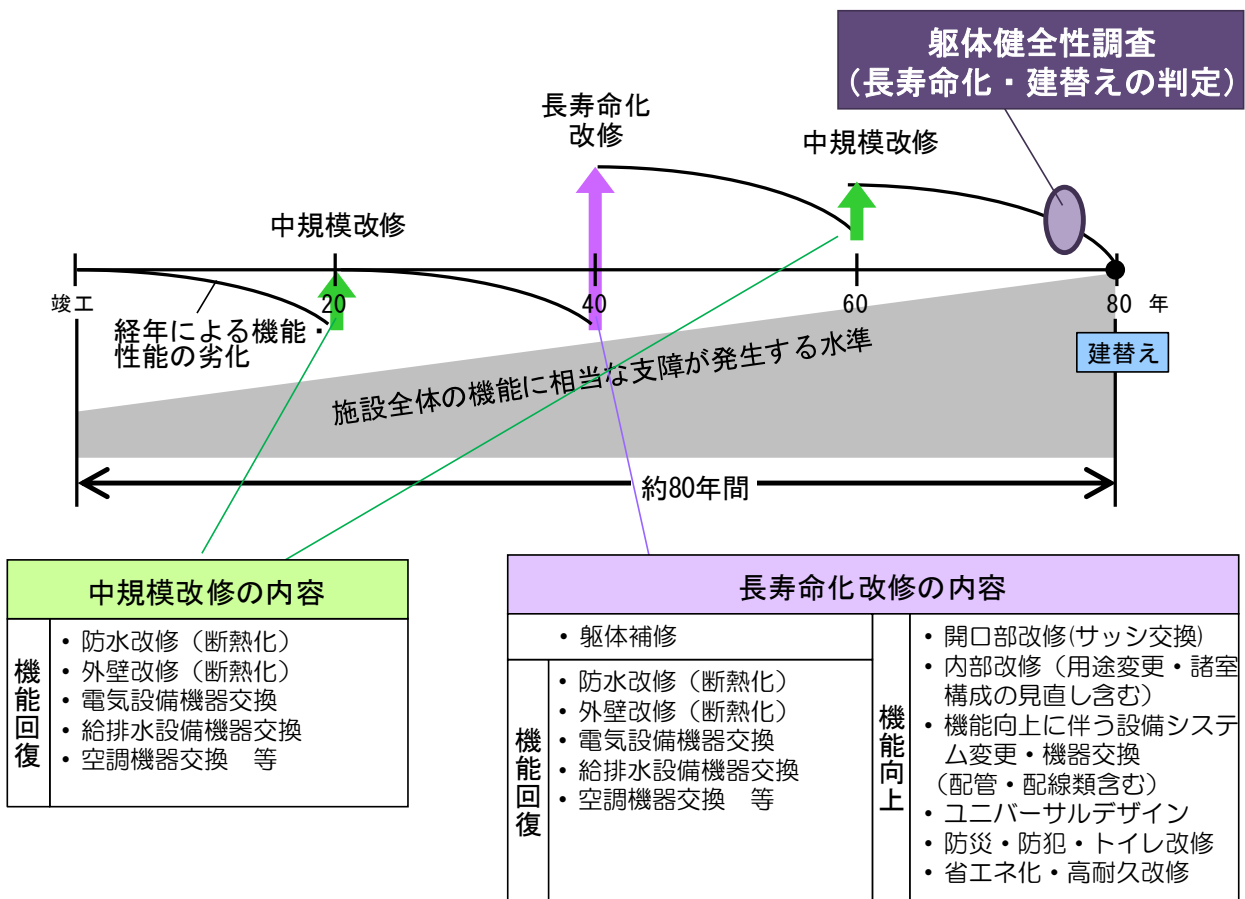 躯体健全性調査
（長寿命化・建替えの判定）
長寿命化
改修
中規模改修
中規模改修
竣工
20
40
60
80 年
経年による機能・
性能の劣化
建替え
施設全体の機能に相当な支障が発生する水準
約80年間
中規模改修の内容
機能回復
・防水改修（断熱化）
・外壁改修（断熱化）
・電気設備機器交換
・給排水設備機器交換
・空調機器交換　等
長寿命化改修の内容
・躯体補修
機能回復
・防水改修（断熱化）
・外壁改修（断熱化）
・電気設備機器交換
・給排水設備機器交換
・空調機器交換　等
機能向上
・開口部改修(サッシ交換)
・内部改修（用途変更・諸室
構成の見直し含む）
・機能向上に伴う設備システ
ム変更・機器交換
（配管・配線類含む）
・ユニバーサルデザイン
・防災・防犯・トイレ改修
・省エネ化・高耐久改修